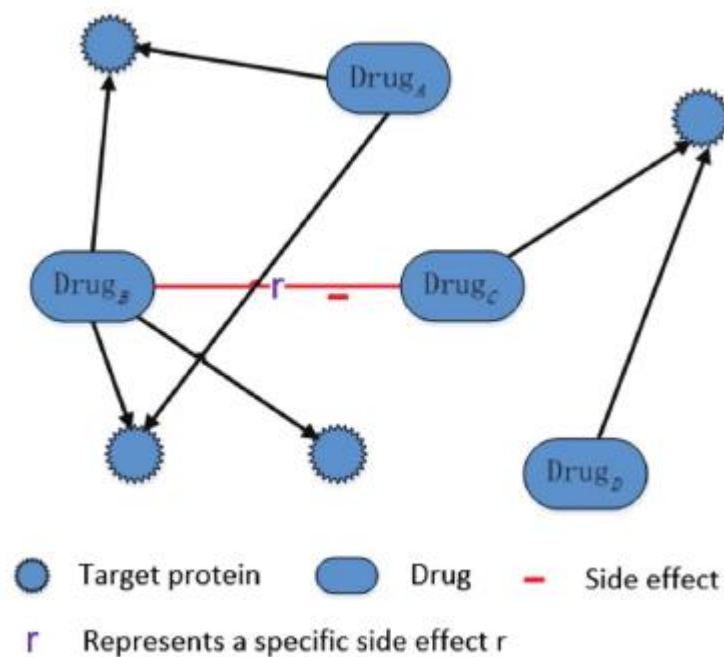 Drug_A
Drug_B
r
Drug_C
Drug_D
Target protein
Drug
Side effect
r Represents a specific side effect r